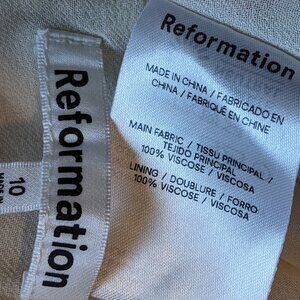 Reformation
10
Reformation
MADE IN CHINA / FABRICADO EN
CHINA / FABRIQUÉ EN CHINE
MAIN FABRIC / TISSU PRINCIPAL /
TEJIDO PRINCIPAL
100% VISCOSE / VISCOSA
LINING / DOUBLURE / FORRO
100% VISCOSE / VISCOSA